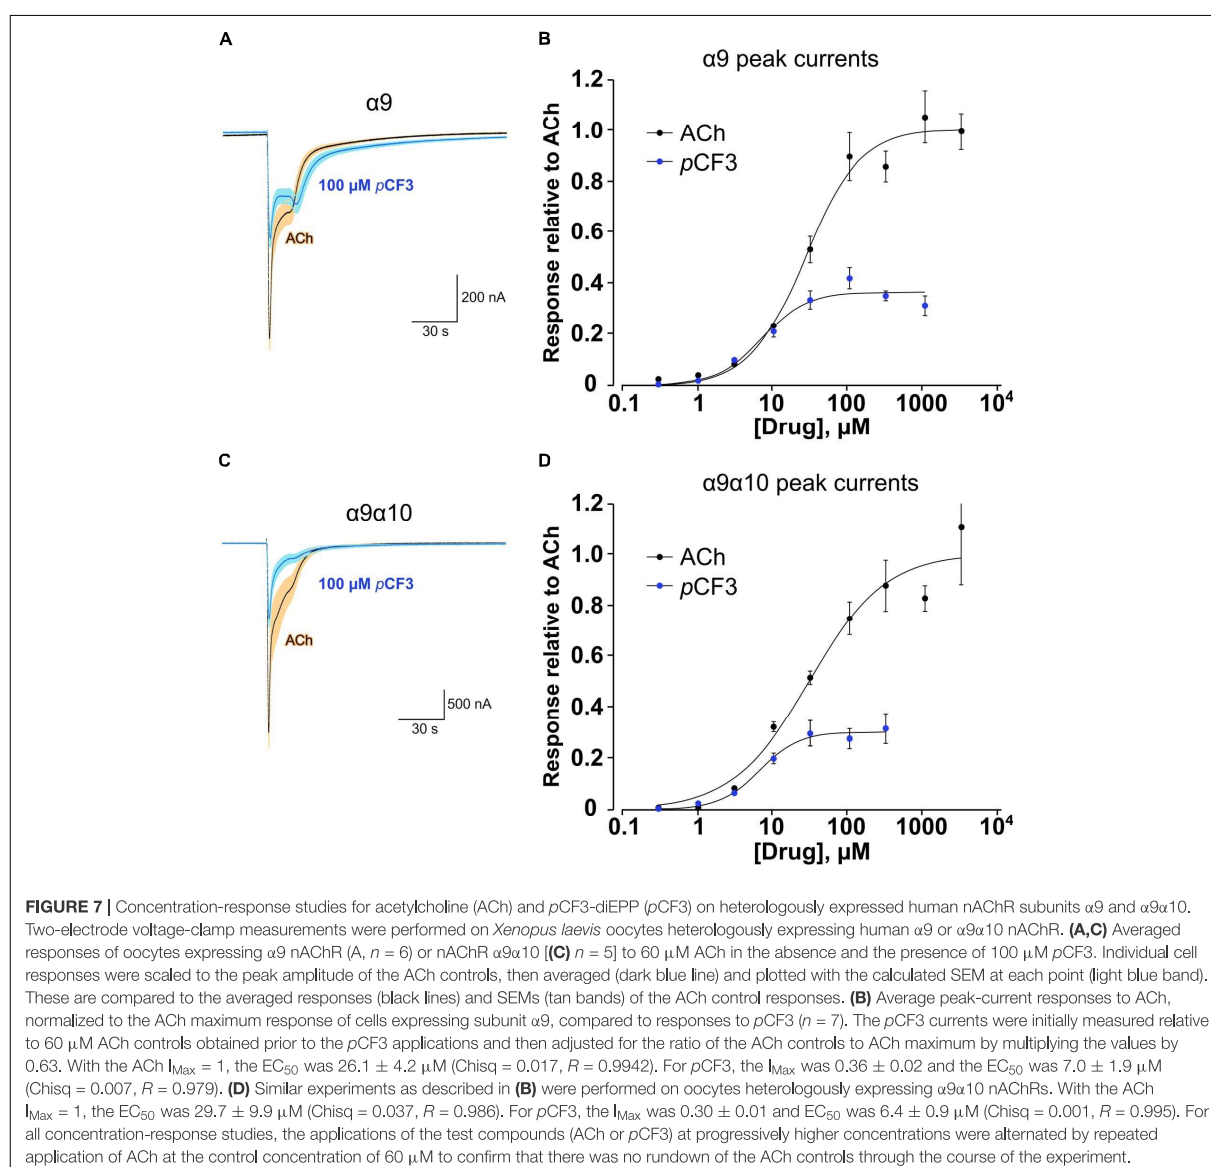 A
α9
100 μM pCF3
ACh
200 nA
30 s
B
α9 peak currents
Response relative to ACh
1.2
1.0
0.8
0.6
0.4
0.2
0
ACh
pCF3
0.1 1 10 100 1000 10⁴
[Drug], μM
C
α9α10
100 μM pCF3
ACh
500 nA
30 s
D
α9α10 peak currents
Response relative to ACh
1.2
1.0
0.8
0.6
0.4
0.2
0
ACh
pCF3
0.1 1 10 100 1000 10⁴
[Drug], μM
FIGURE 7 | Concentration-response studies for acetylcholine (ACh) and pCF3-diEPP (pCF3) on heterologously expressed human nAChR subunits α9 and α9α10.
Two-electrode voltage-clamp measurements were performed on Xenopus laevis oocytes heterologously expressing human α9 or α9α10 nAChR. (A,C) Averaged
responses of oocytes expressing α9 nAChR (A, n = 6) or nAChR α9α10 [(C) n = 5] to 60 μM ACh in the absence and the presence of 100 μM pCF3. Individual cell
responses were scaled to the peak amplitude of the ACh controls, then averaged (dark blue line) and plotted with the calculated SEM at each point (light blue band).
These are compared to the averaged responses (black lines) and SEMs (tan bands) of the ACh control responses. (B) Average peak-current responses to ACh,
normalized to the ACh maximum response of cells expressing subunit α9, compared to responses to pCF3 (n = 7). The pCF3 currents were initially measured relative
to 60 μM ACh controls obtained prior to the pCF3 applications and then adjusted for the ratio of the ACh controls to ACh maximum by multiplying the values by
0.63. With the ACh I_Max = 1, the EC₅₀ was 26.1 ± 4.2 μM (Chisq = 0.017, R = 0.9942). For pCF3, the I_Max was 0.36 ± 0.02 and the EC₅₀ was 7.0 ± 1.9 μM
(Chisq = 0.007, R = 0.979). (D) Similar experiments as described in (B) were performed on oocytes heterologously expressing α9α10 nAChRs. With the ACh
I_Max = 1, the EC₅₀ was 29.7 ± 9.9 μM (Chisq = 0.037, R = 0.986). For pCF3, the I_Max was 0.30 ± 0.01 and EC₅₀ was 6.4 ± 0.9 μM (Chisq = 0.001, R = 0.995). For
all concentration-response studies, the applications of the test compounds (ACh or pCF3) at progressively higher concentrations were alternated by repeated
application of ACh at the control concentration of 60 μM to confirm that there was no rundown of the ACh controls through the course of the experiment.